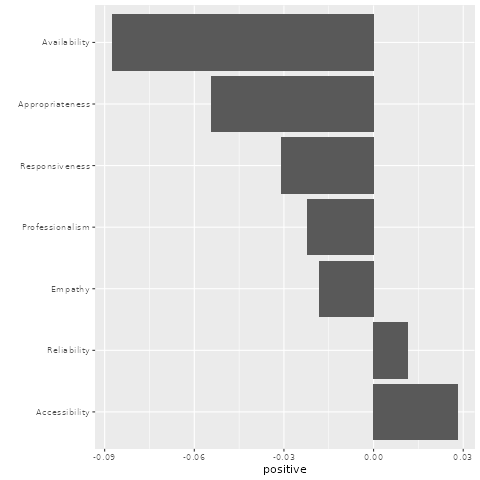 Availability
Appropriateness
Responsiveness
Professionalism
Empathy
Reliability
Accessibility
-0.09 -0.06 -0.03 0.00 0.03
positive